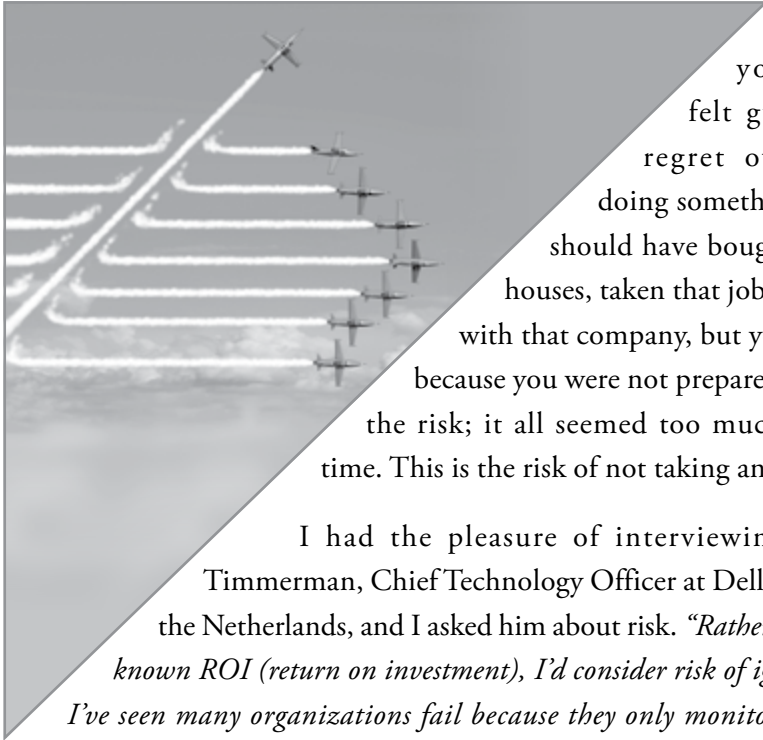 yo
felt g
regret ov
doing someth
should have boug
houses, taken that job
with that company, but y
because you were not prepare
the risk; it all seemed too muc
time. This is the risk of not taking an
I had the pleasure of interviewin
Timmerman, Chief Technology Officer at Dell
the Netherlands, and I asked him about risk. “Rathe
known ROI (return on investment), I’d consider risk of ig
I’ve seen many organizations fail because they only monito